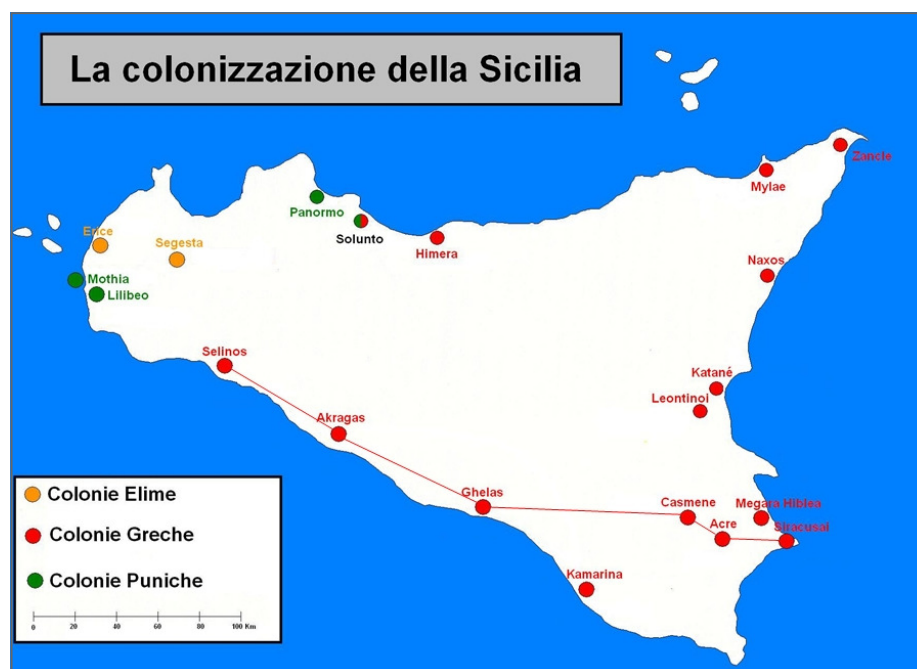 La colonizzazione della Sicilia
Zancle
Mylae
Panormo
Solunto
Himera
Erice
Segesta
Naxos
Mothia
Lilibeo
Selinos
Katané
Leontinoi
Akragas
Ghelas
Casmene
Megara Hiblea
Acre
Siracusai
Kamarina
Colonie Elime
Colonie Greche
Colonie Puniche
0 20 40 60 80 100 Km